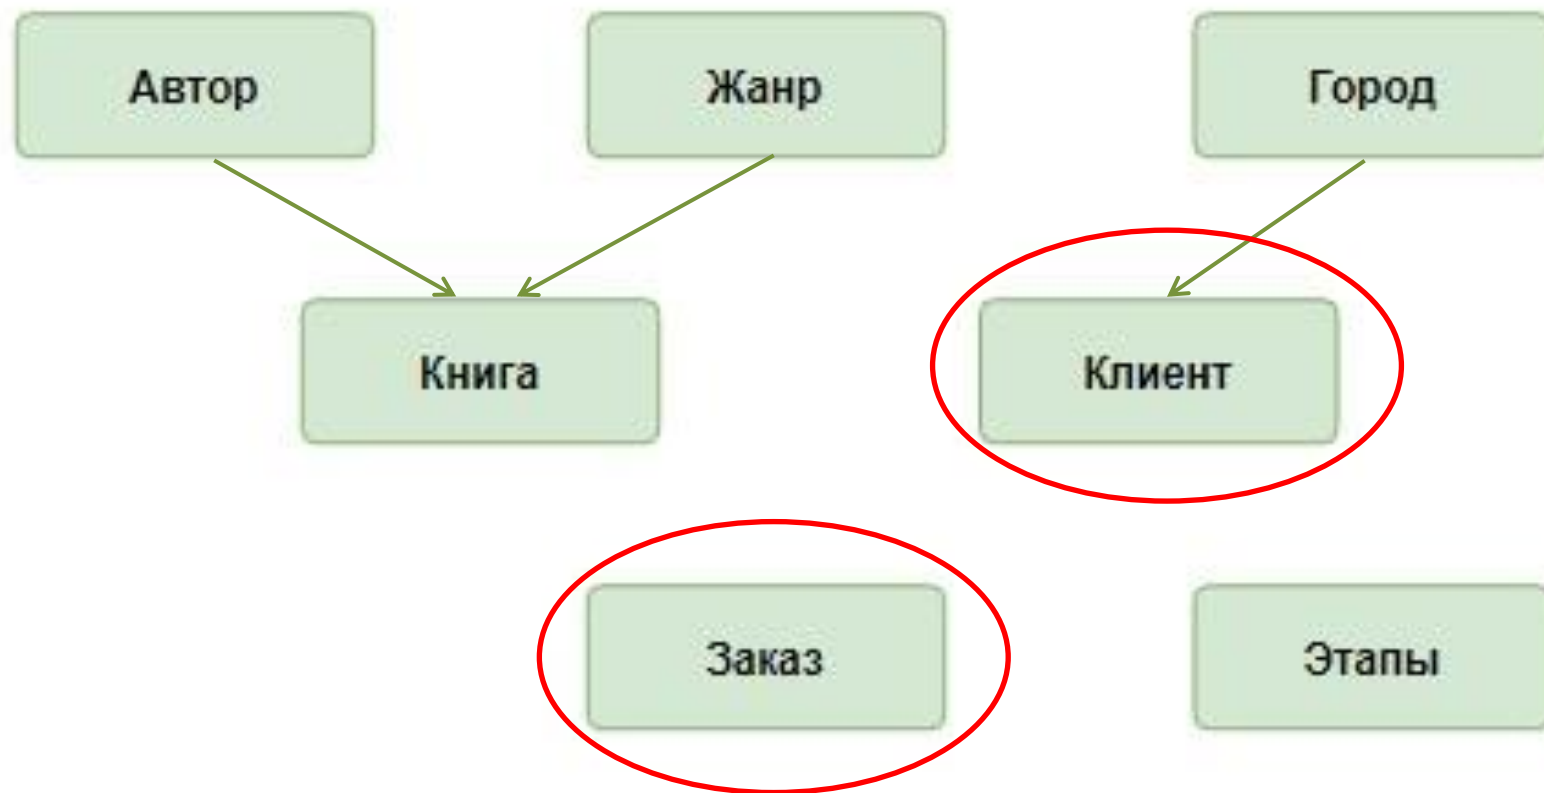 Автор
Жанр
Город
Книга
Клиент
Заказ
Этапы